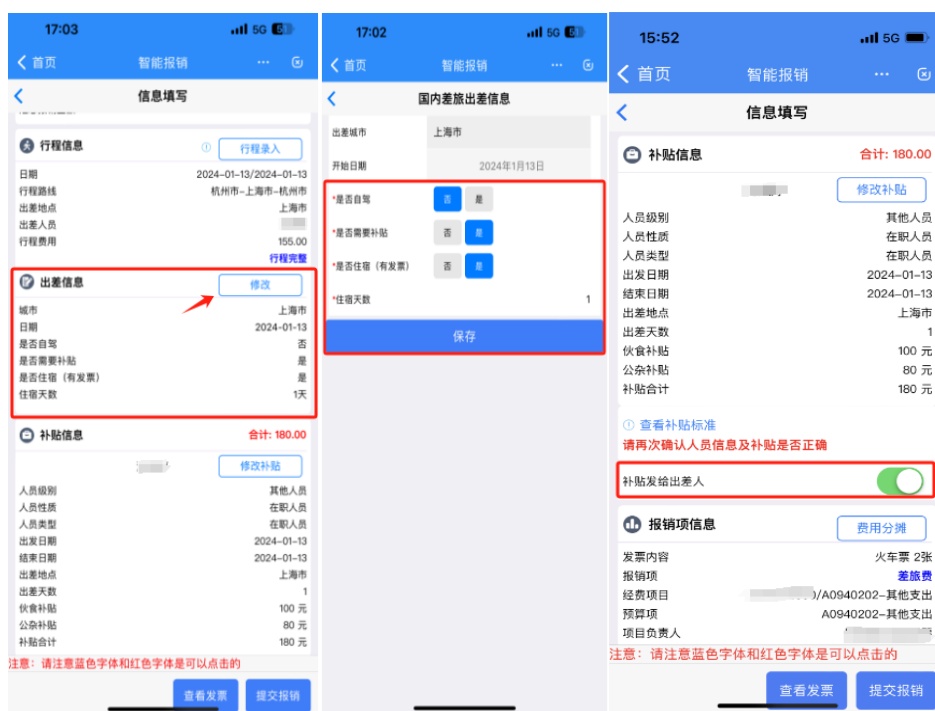 17:03
5G
首页
智能报销
信息填写
行程信息
行程录入
日期 2024-01-13/2024-01-13
行程路线 杭州市-上海市-杭州市
出差地点 上海市
出差人员
行程费用 155.00
行程完整
出差信息
修改
城市 上海市
日期 2024-01-13
是否自驾 否
是否需要补贴 是
是否住宿（有发票） 是
住宿天数 1天
补贴信息 合计: 180.00
修改补贴
人员级别 其他人员
人员性质 在职人员
人员类型 在职人员
出发日期 2024-01-13
结束日期 2024-01-13
出差地点 上海市
出差天数 1
伙食补贴 100 元
公杂补贴 80 元
补贴合计 180 元
注意：请注意蓝色字体和红色字体是可以点击的
查看发票 提交报销
17:02
5G
首页
智能报销
国内差旅出差信息
出差城市 上海市
开始日期 2024年1月13日
*是否自驾 否 是
*是否需要补贴 否 是
*是否住宿（有发票） 否 是
*住宿天数 1
保存
15:52
5G
首页
智能报销
信息填写
补贴信息 合计: 180.00
修改补贴
人员级别 其他人员
人员性质 在职人员
人员类型 在职人员
出发日期 2024-01-13
结束日期 2024-01-13
出差地点 上海市
出差天数 1
伙食补贴 100 元
公杂补贴 80 元
补贴合计 180 元
查看补贴标准
请再次确认人员信息及补贴是否正确
补贴发给出差人
报销项信息
费用分摊
发票内容 火车票 2张
报销项 差旅费
经费项目 /A0940202-其他支出
预算项 A0940202-其他支出
项目负责人
注意：请注意蓝色字体和红色字体是可以点击的
查看发票 提交报销